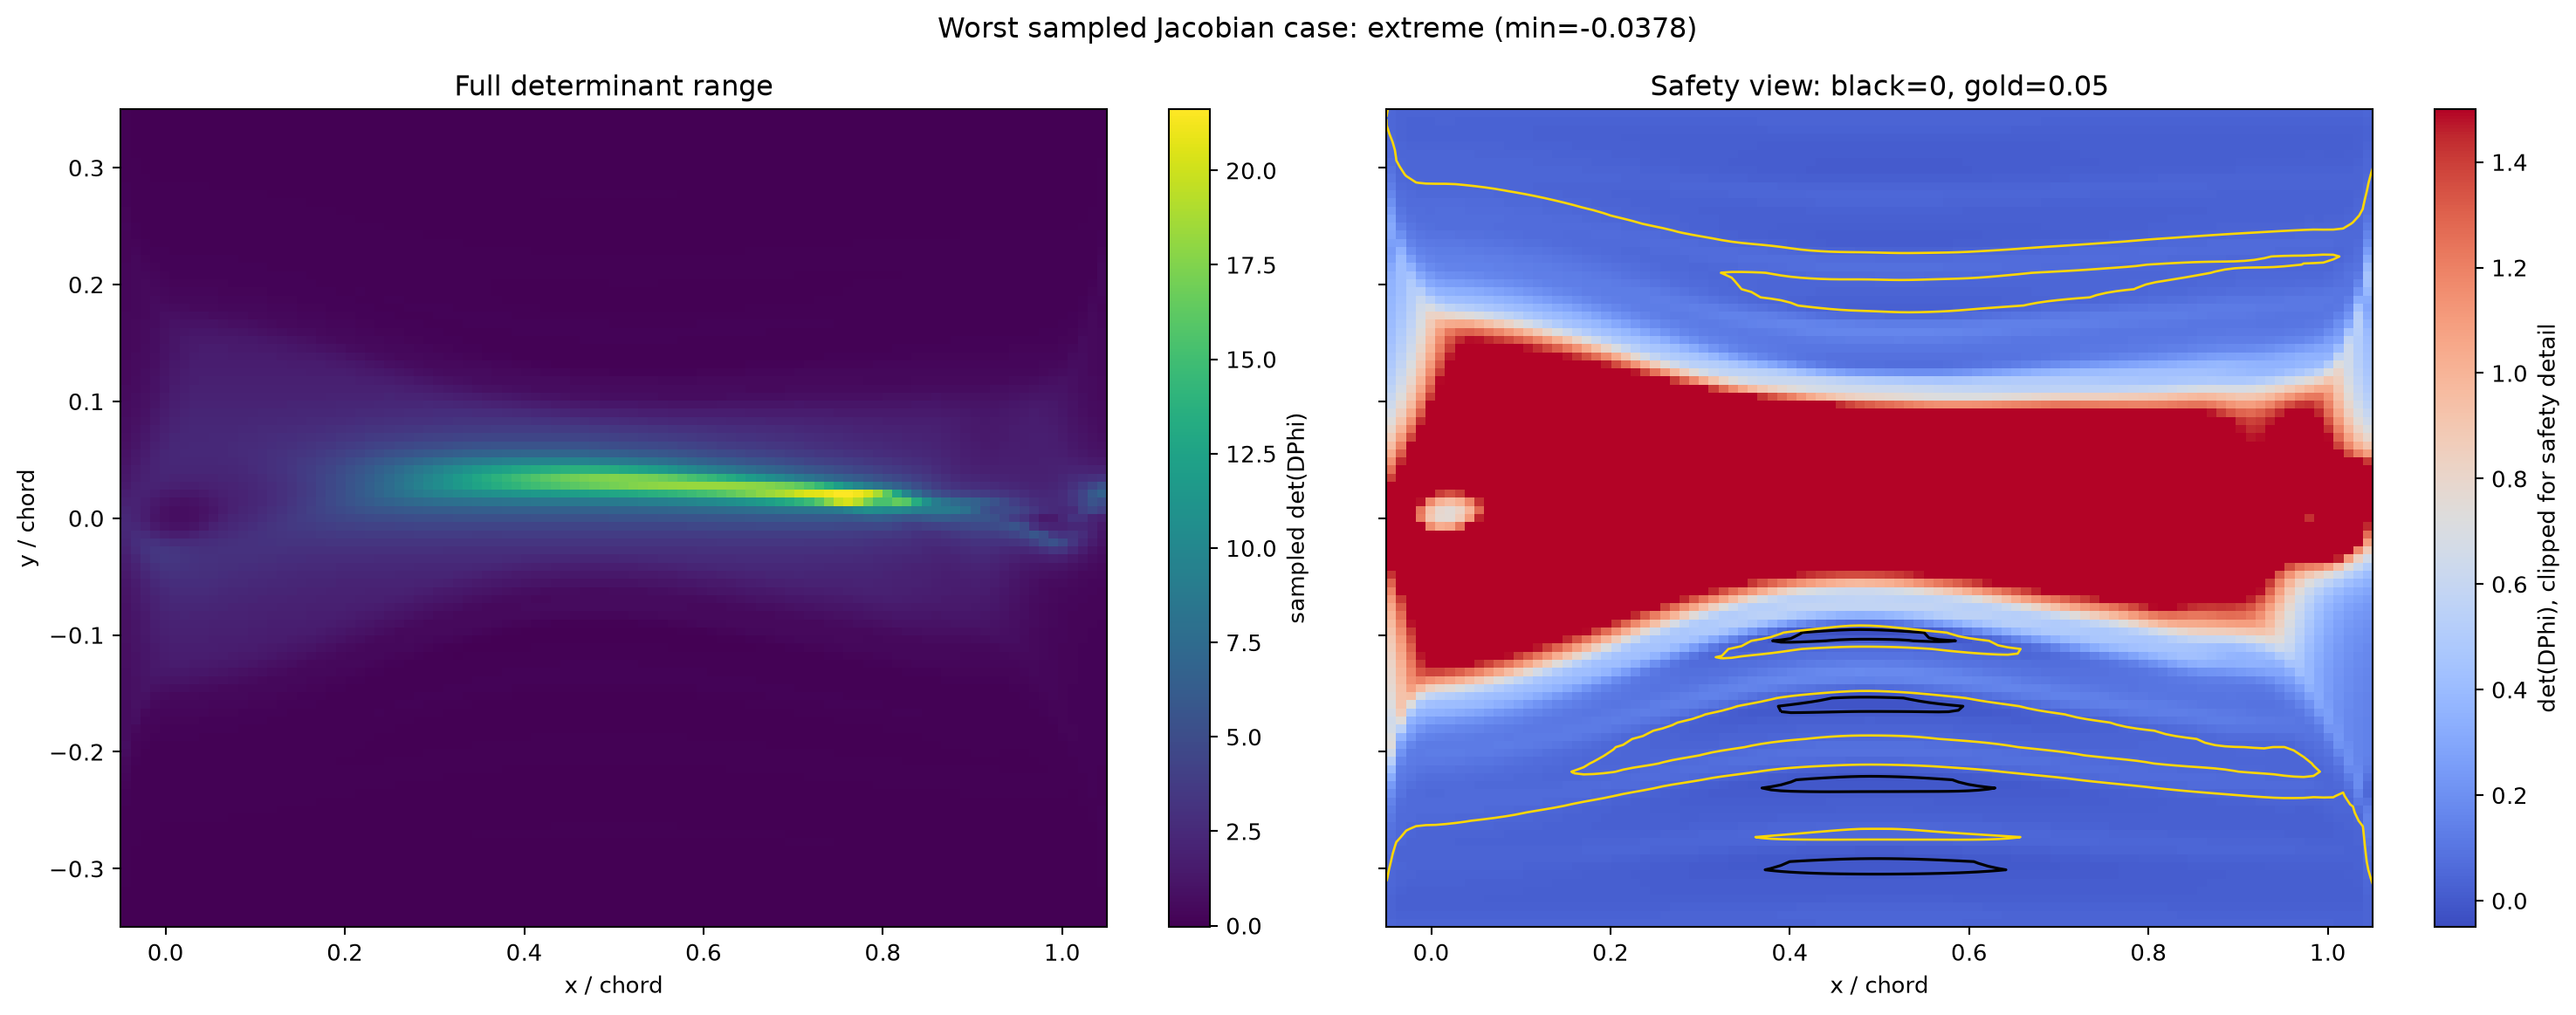 Worst sampled Jacobian case: extreme (min=-0.0378)
Full determinant range
0.3
0.2
0.1
0.0
−0.1
−0.2
−0.3
y / chord
0.0 0.2 0.4 0.6 0.8 1.0
x / chord
20.0
17.5
15.0
12.5
10.0
7.5
5.0
2.5
0.0
sampled det(DPhi)
Safety view: black=0, gold=0.05
0.0 0.2 0.4 0.6 0.8 1.0
x / chord
1.4
1.2
1.0
0.8
0.6
0.4
0.2
0.0
det(DPhi), clipped for safety detail